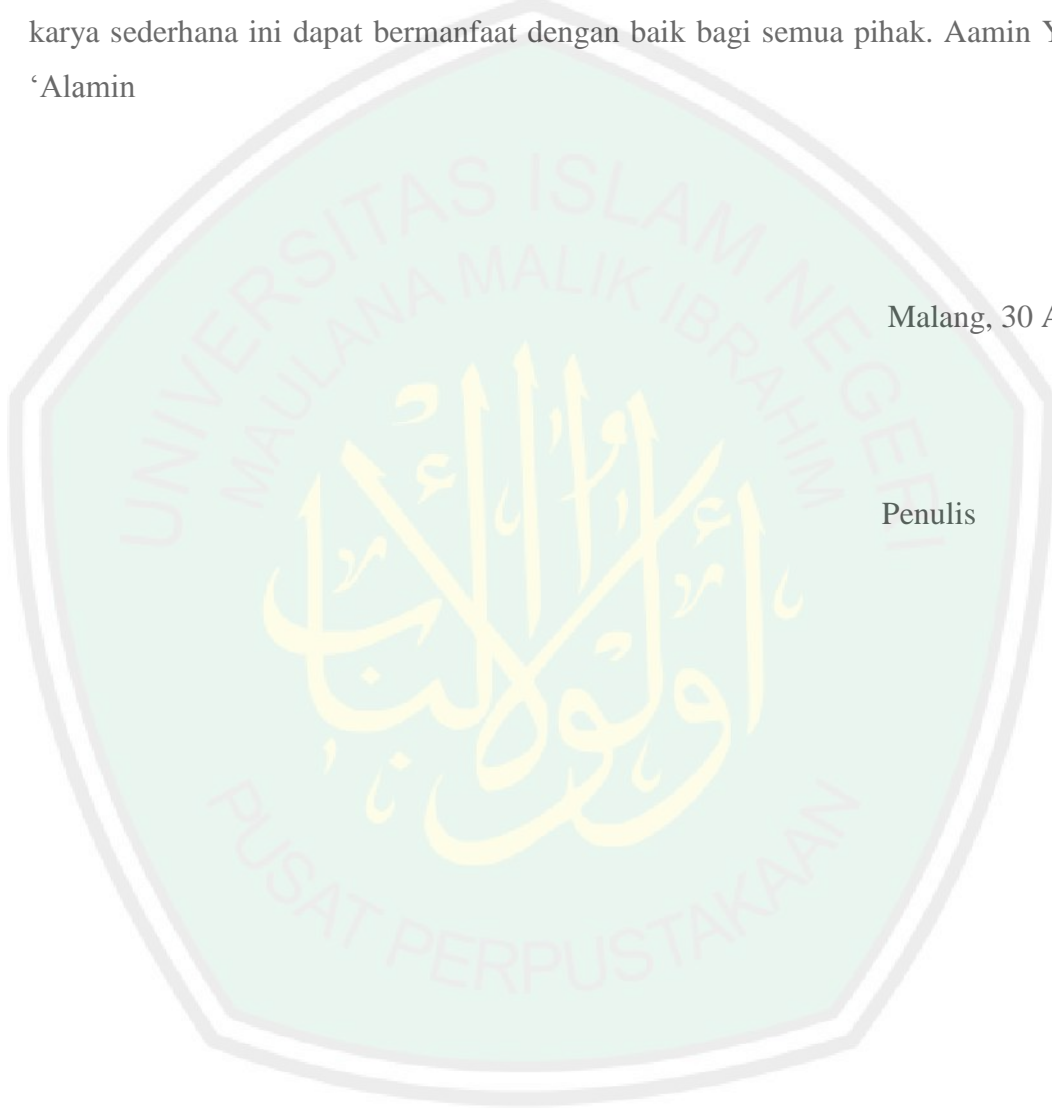 karya sederhana ini dapat bermanfaat dengan baik bagi semua pihak. Aamin Y
‘Alamin
UNIVERSITAS ISLAM NEGERI
MAULANA MALIK IBRAHIM
Malang, 30 A
Penulis
أولوا الألباب
PUSAT PERPUSTAKAAN